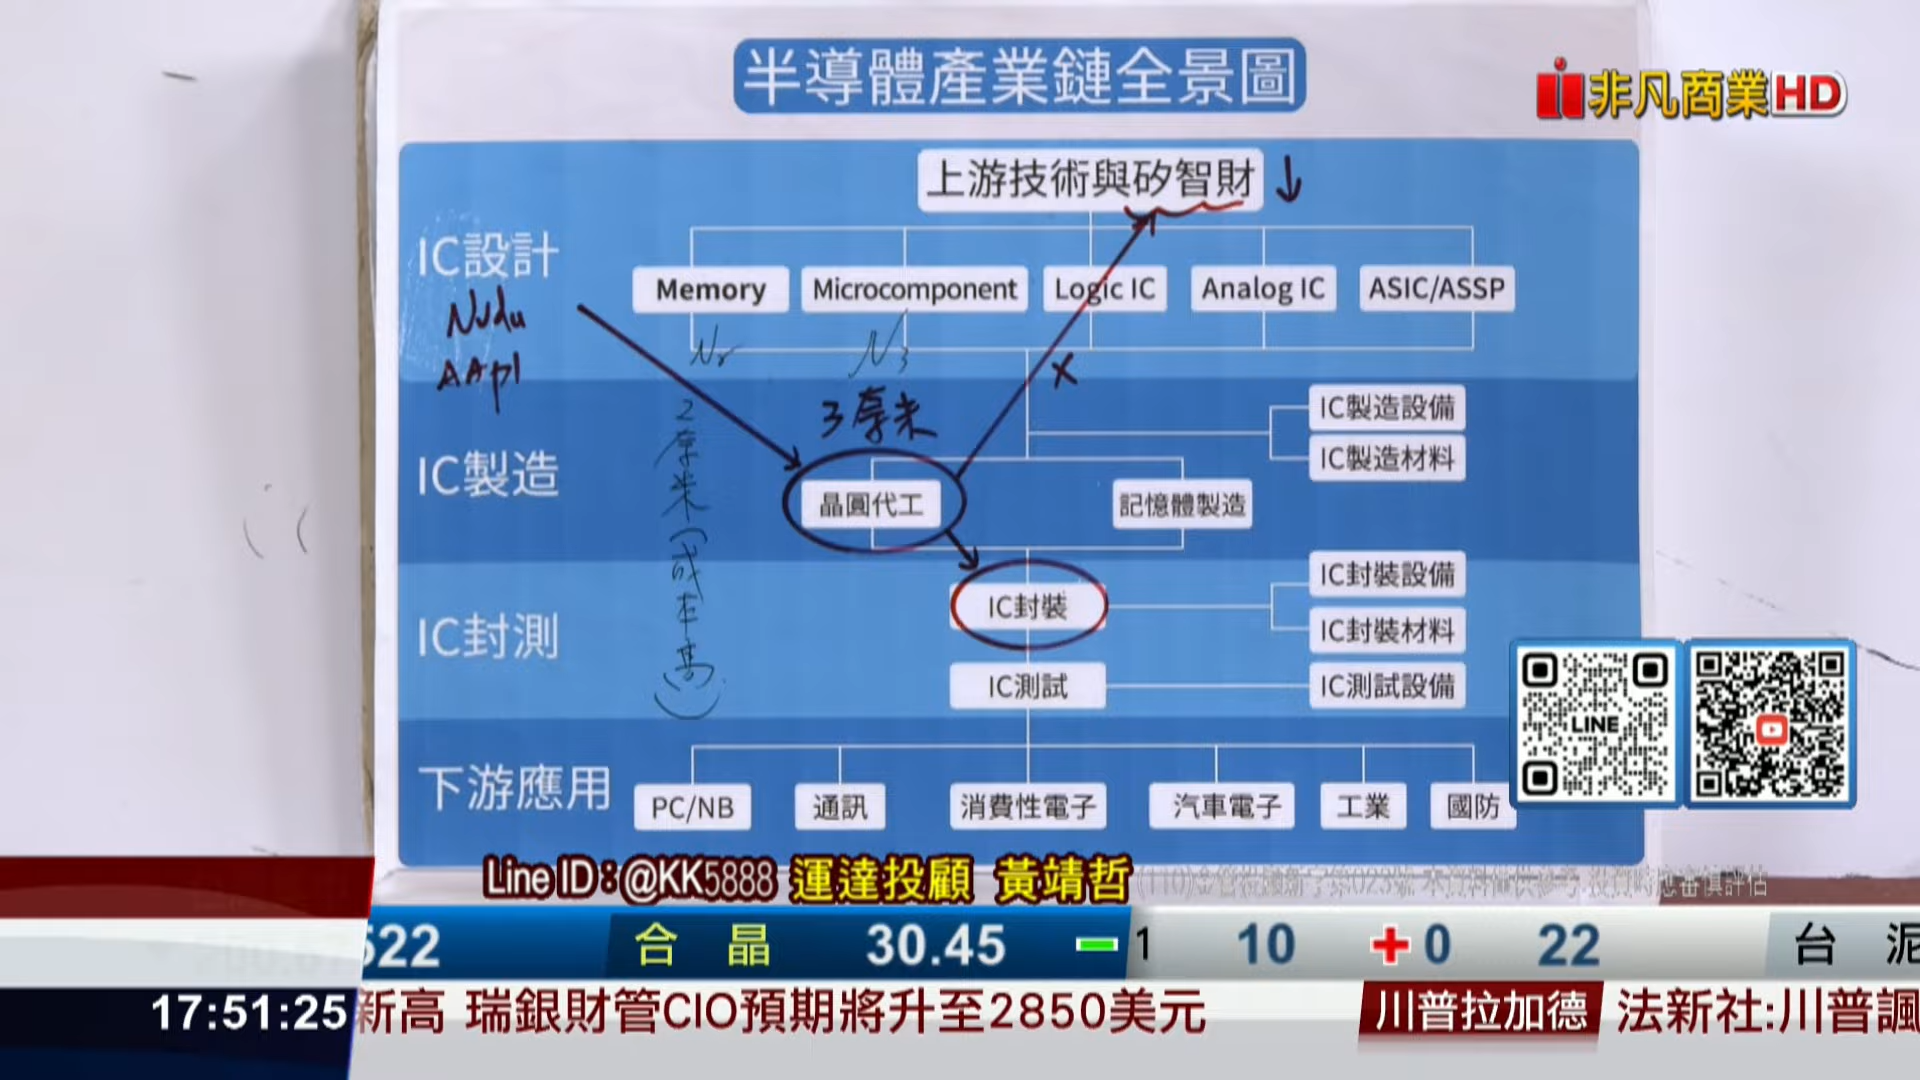 半導體產業鏈全景圖
非凡商業HD
上游技術與矽智財
IC設計
Memory
Microcomponent
Logic IC
Analog IC
ASIC/ASSP
AApl
N3
3奈米
2奈米(成本高)
IC製造
IC製造設備
IC製造材料
晶圓代工
記憶體製造
IC封測
IC封裝
IC封裝設備
IC封裝材料
IC測試
IC測試設備
LINE
下游應用
PC/NB
通訊
消費性電子
汽車電子
工業
國防
Line ID:@KK5888 運達投顧 黃靖哲
522 合晶 30.45 1 10 0 22 台泥
17:51:25 新高 瑞銀財管CIO預期將升至2850美元 川普拉加德 法新社:川普諷